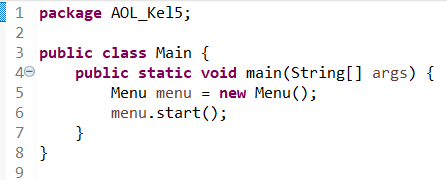 1 package AOL_Kel5;
2
3 public class Main {
4     public static void main(String[] args) {
5         Menu menu = new Menu();
6         menu.start();
7     }
8 }
9